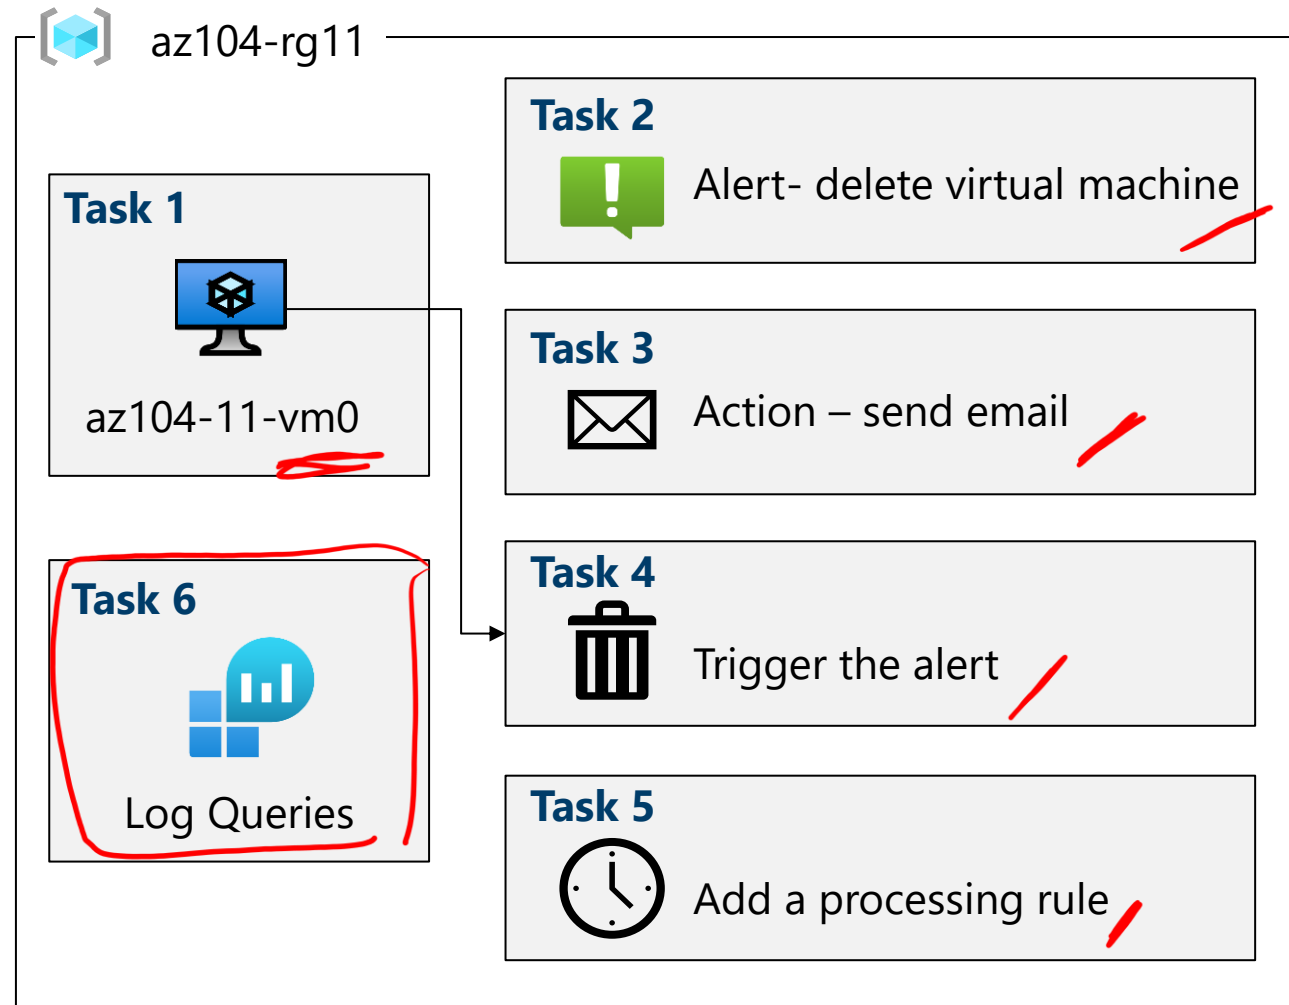 az104-rg11
Task 1
az104-11-vm0
Task 2
Alert- delete virtual machine
Task 3
Action – send email
Task 4
Trigger the alert
Task 5
Add a processing rule
Task 6
Log Queries